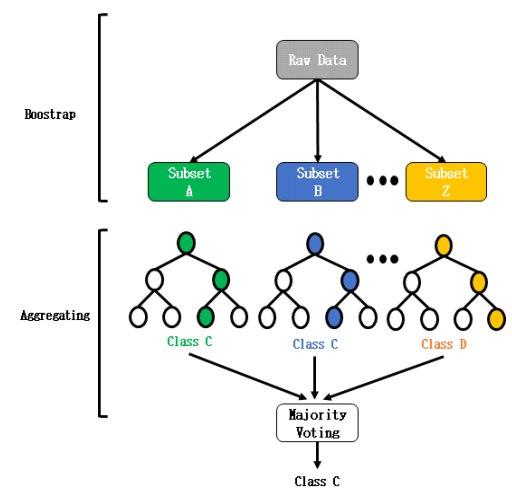 Raw Data
Boostrap
Subset
A
Subset
B
Subset
Z
Aggregating
Class C
Class C
Class D
Majority
Voting
Class C